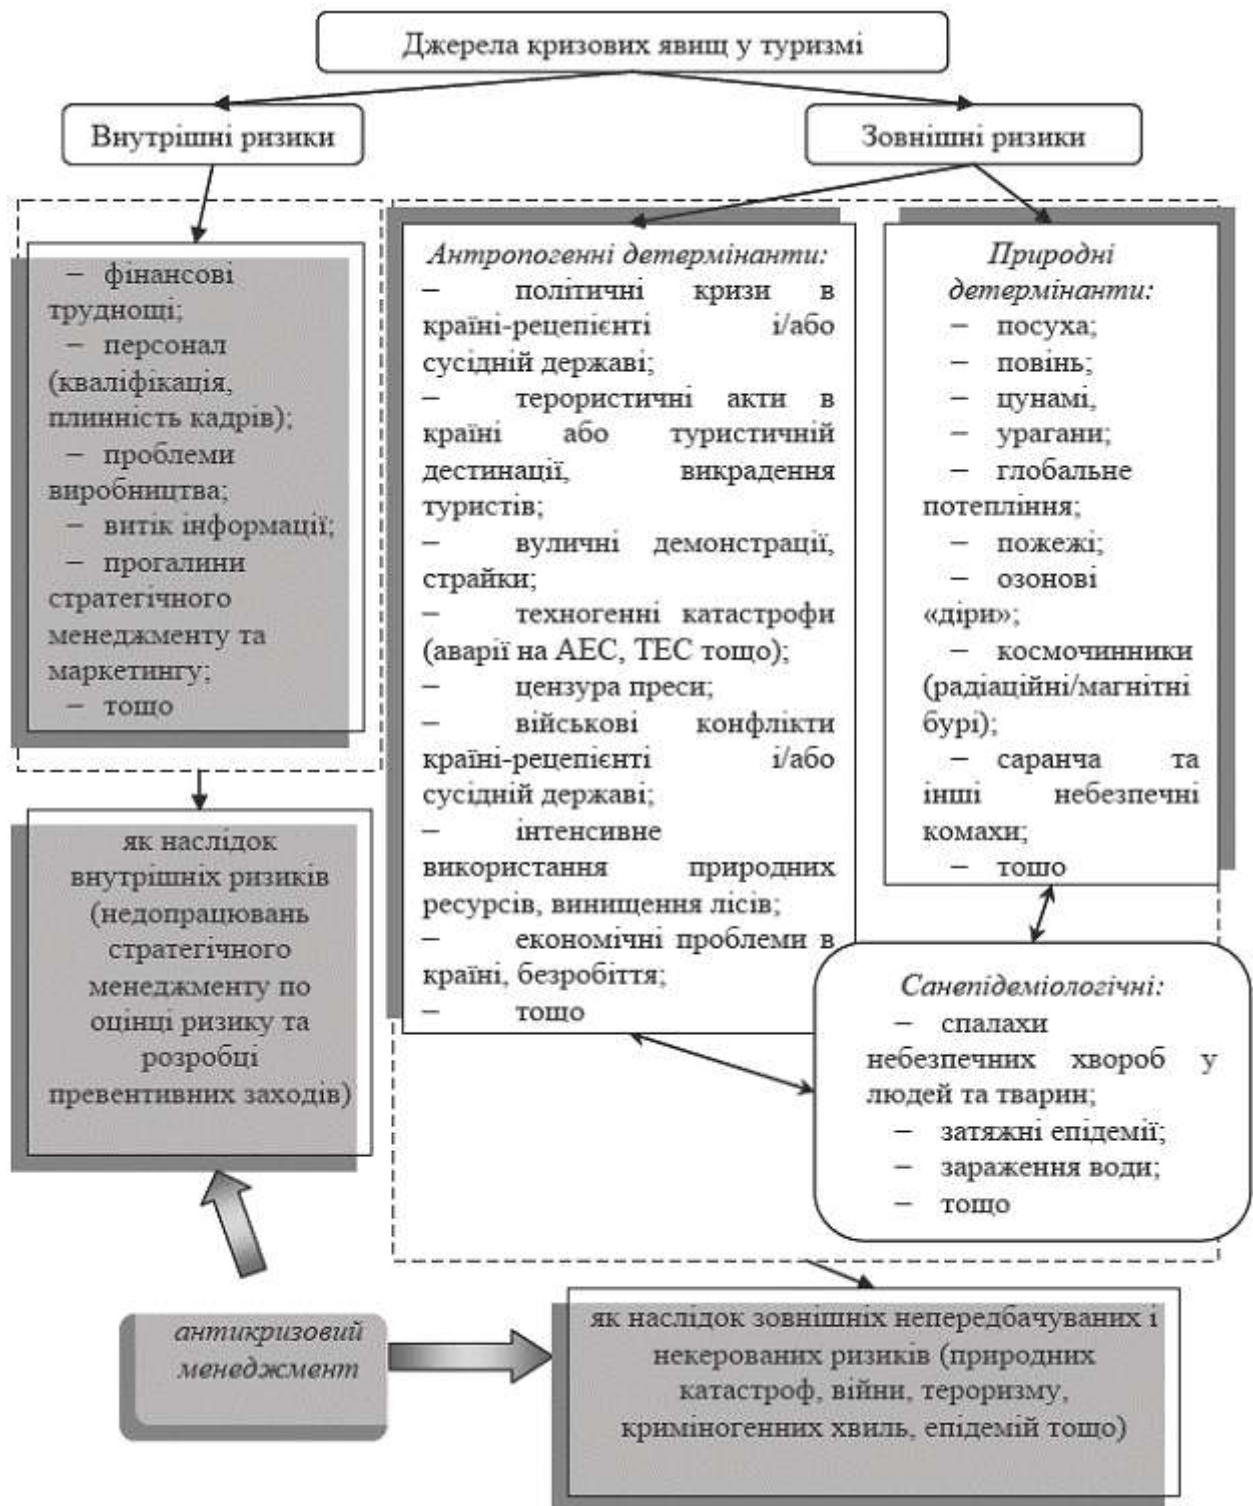 Джерела кризових явищ у туризмі
Внутрішні ризики
Зовнішні ризики
– фінансові
труднощі;
– персонал
(кваліфікація,
плинність кадрів);
– проблеми
виробництва;
– витік інформації;
– прогалини
стратегічного
менеджменту та
маркетингу;
– тощо
як наслідок
внутрішніх ризиків
(недопрацювань
стратегічного
менеджменту по
оцінці ризику та
розробці
превентивних заходів)
Антропогенні детермінанти:
– політичні кризи в
країні-рецепієнті і/або
сусідній державі;
– терористичні акти в
країні або туристичній
дестинації, викрадення
туристів;
– вуличні демонстрації,
страйки;
– техногенні катастрофи
(аварії на АЕС, ТЕС тощо);
– цензура преси;
– військові конфлікти
країні-рецепієнті і/або
сусідній державі;
– інтенсивне
використання природних
ресурсів, винищення лісів;
– економічні проблеми в
країні, безробіття;
– тощо
Природні
детермінанти:
– посуха;
– повінь;
– цунамі,
– урагани;
– глобальне
потепління;
– пожежі;
– озонові
«діри»;
– космочинники
(радіаційні/магнітні
бурі);
– саранча та
інші небезпечні
комахи;
– тошо
Санепідеміологічні:
– спалахи
небезпечних хвороб у
людей та тварин;
– затяжні епідемії;
– зараження води;
– тощо
антикризовий
менеджмент
як наслідок зовнішніх непередбачуваних і
некерованих ризиків (природних
катастроф, війни, тероризму,
криміногенних хвиль, епідемій тощо)